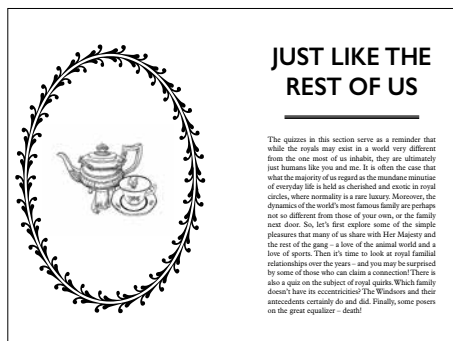 JUST LIKE THE
REST OF US
The quizzes in this section serve as a reminder that
while the royals may exist in a world very different
from the one most of us inhabit, they are ultimately
just humans like you and me. It is often the case that
what the majority of us regard as the mundane minutiae
of everyday life is held as cherished and exotic in royal
circles, where normality is a rare luxury. Moreover, the
dynamics of the world's most famous family are perhaps
not so different from those of your own, or the family
next door. So, let's first explore some of the simple
pleasures that many of us share with Her Majesty and
the rest of the gang – a love of the animal world and a
love of sports. Then it's time to look at royal familial
relationships over the years – and you may be surprised
by some of those who can claim a connection! There is
also a quiz on the subject of royal quirks. Which family
doesn't have its eccentricities? The Windsors and their
antecedents certainly do and did. Finally, some posers
on the great equalizer – death!